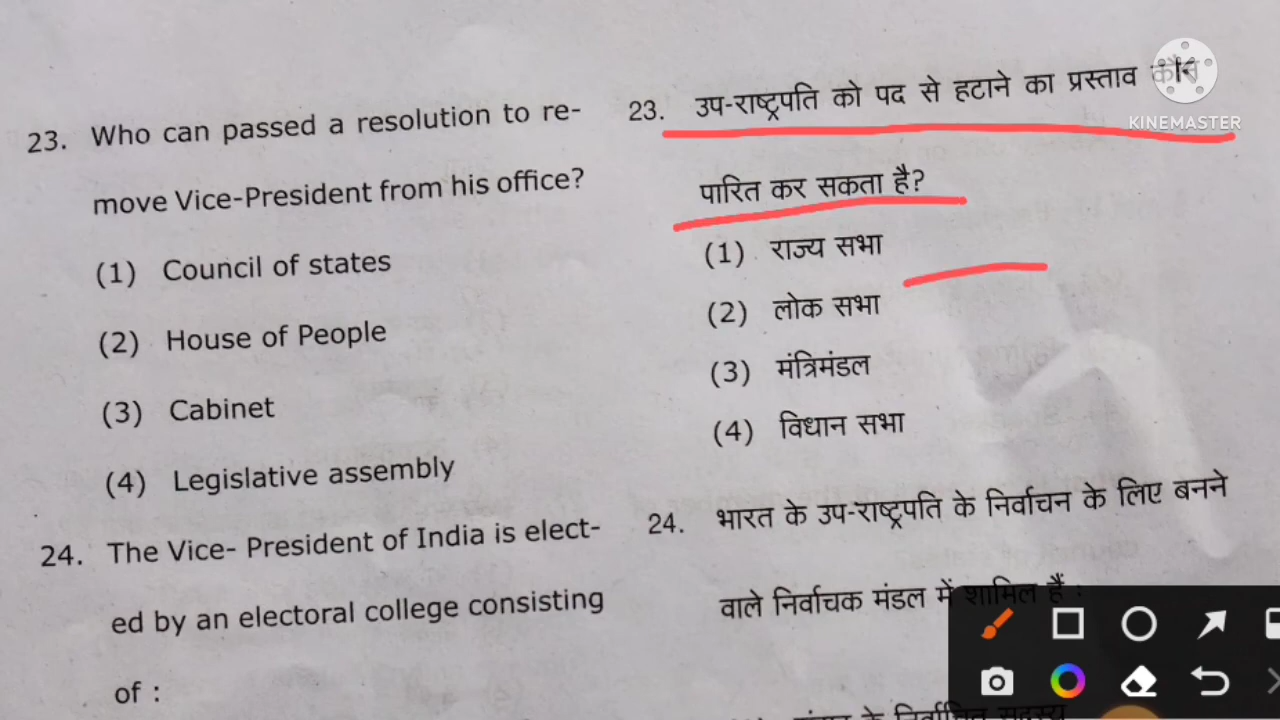 23. Who can passed a resolution to re-
move Vice-President from his office?
(1) Council of states
(2) House of People
(3) Cabinet
(4) Legislative assembly
24. The Vice- President of India is elect-
ed by an electoral college consisting
of :
23. उप-राष्ट्रपति को पद से हटाने का प्रस्ताव कौन
पारित कर सकता है?
(1) राज्य सभा
(2) लोक सभा
(3) मंत्रिमंडल
(4) विधान सभा
24. भारत के उप-राष्ट्रपति के निर्वाचन के लिए बनने
वाले निर्वाचक मंडल में शामिल हैं :
के निर्वाचित सदस्य
KINEMASTER